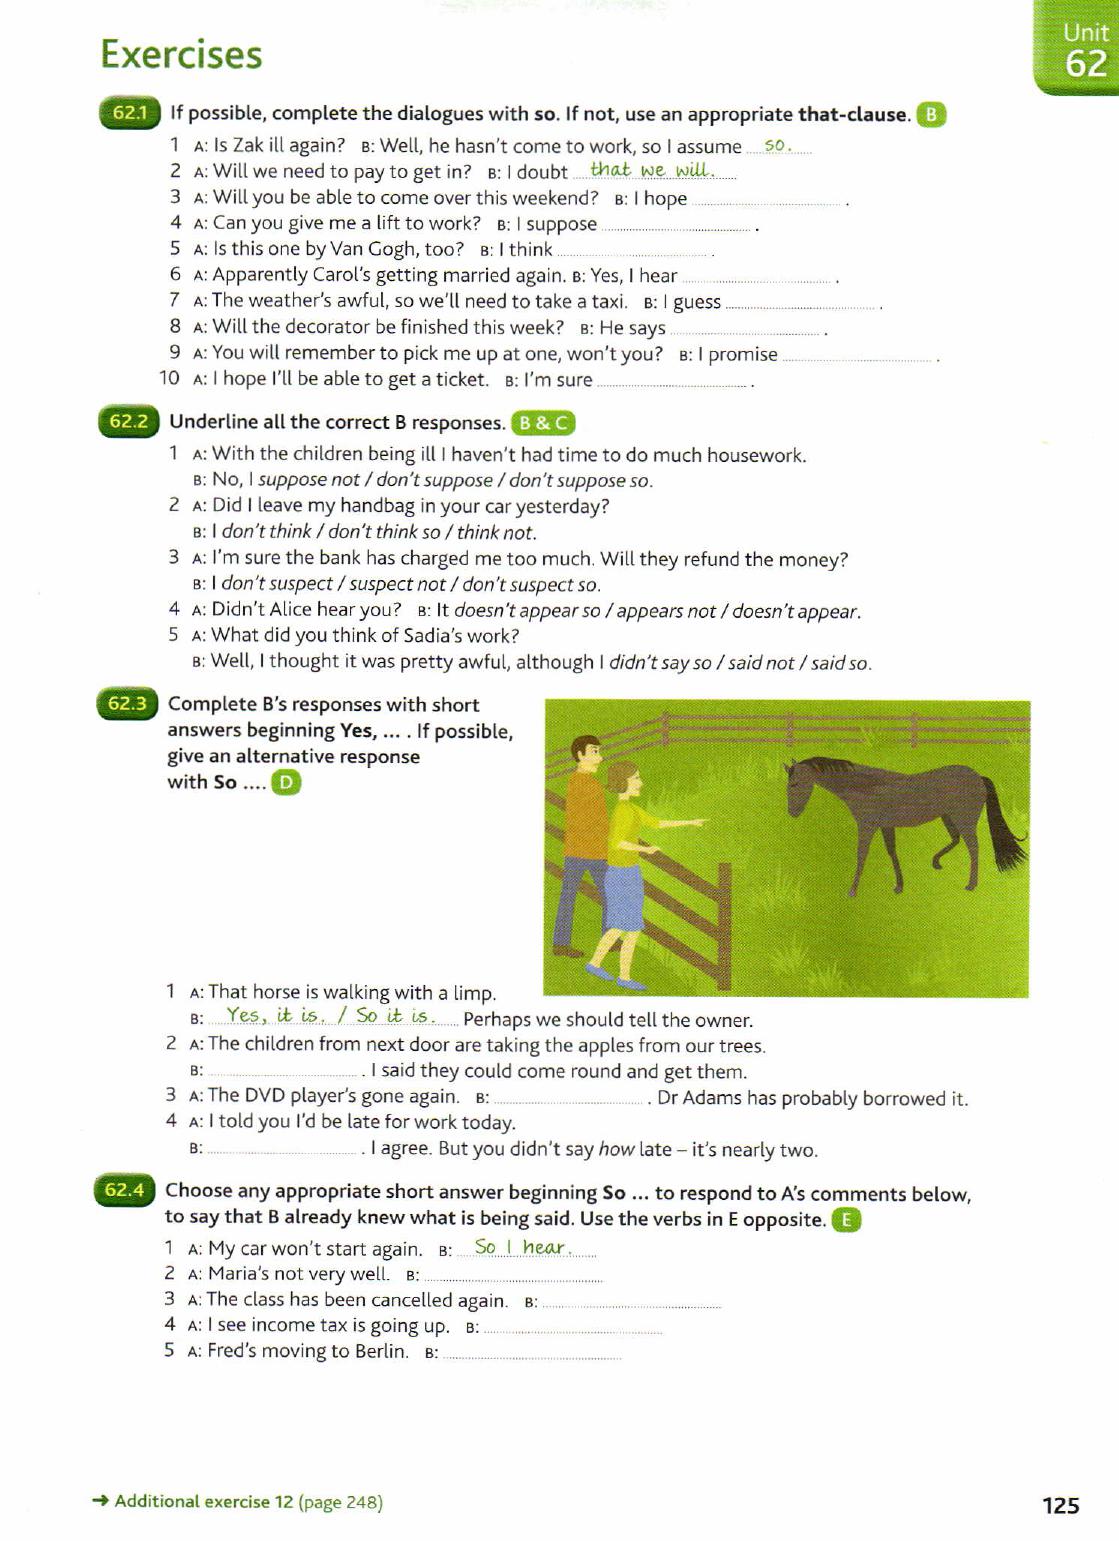 Exercises
Unit
62
62.1 If possible, complete the dialogues with so. If not, use an appropriate that-clause. B
1 A: Is Zak ill again? B: Well, he hasn't come to work, so I assume so.
2 A: Will we need to pay to get in? B: I doubt that we will.
3 A: Will you be able to come over this weekend? B: I hope .
4 A: Can you give me a lift to work? B: I suppose .
5 A: Is this one by Van Gogh, too? B: I think .
6 A: Apparently Carol's getting married again. B: Yes, I hear .
7 A: The weather's awful, so we'll need to take a taxi. B: I guess .
8 A: Will the decorator be finished this week? B: He says .
9 A: You will remember to pick me up at one, won't you? B: I promise .
10 A: I hope I'll be able to get a ticket. B: I'm sure .
62.2 Underline all the correct B responses. B & C
1 A: With the children being ill I haven't had time to do much housework.
B: No, I suppose not / don't suppose / don't suppose so.
2 A: Did I leave my handbag in your car yesterday?
B: I don't think / don't think so / think not.
3 A: I'm sure the bank has charged me too much. Will they refund the money?
B: I don't suspect / suspect not / don't suspect so.
4 A: Didn't Alice hear you? B: It doesn't appear so / appears not / doesn't appear.
5 A: What did you think of Sadia's work?
B: Well, I thought it was pretty awful, although I didn't say so / said not / said so.
62.3 Complete B's responses with short
answers beginning Yes, ... . If possible,
give an alternative response
with So .... D
1 A: That horse is walking with a limp.
B: Yes, it is. / So it is. Perhaps we should tell the owner.
2 A: The children from next door are taking the apples from our trees.
B: . I said they could come round and get them.
3 A: The DVD player's gone again. B: . Dr Adams has probably borrowed it.
4 A: I told you I'd be late for work today.
B: . I agree. But you didn't say how late – it's nearly two.
62.4 Choose any appropriate short answer beginning So ... to respond to A's comments below,
to say that B already knew what is being said. Use the verbs in E opposite. E
1 A: My car won't start again. B: So I hear.
2 A: Maria's not very well. B:
3 A: The class has been cancelled again. B:
4 A: I see income tax is going up. B:
5 A: Fred's moving to Berlin. B:
➜ Additional exercise 12 (page 248)
125